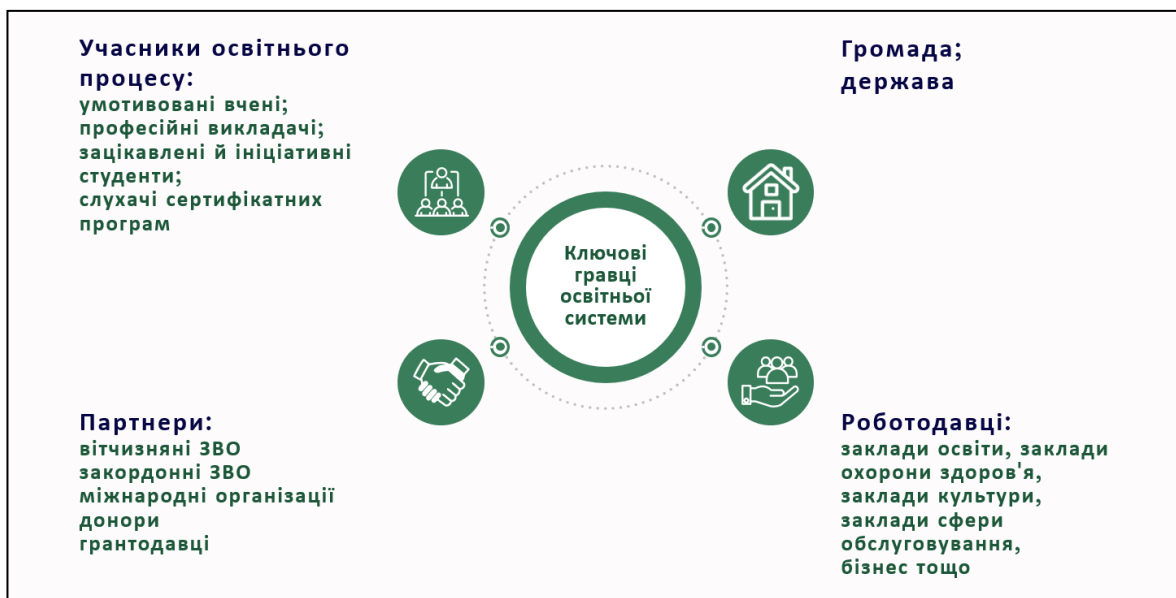 Учасники освітнього
процесу:
умотивовані вчені;
професійні викладачі;
зацікавлені й ініціативні
студенти;
слухачі сертифікатних
програм
Громада;
держава
Ключові
гравці
освітньої
системи
Партнери:
вітчизняні ЗВО
закордонні ЗВО
міжнародні організації
донори
грантодавці
Роботодавці:
заклади освіти, заклади
охорони здоров'я,
заклади культури,
заклади сфери
обслуговування,
бізнес тощо